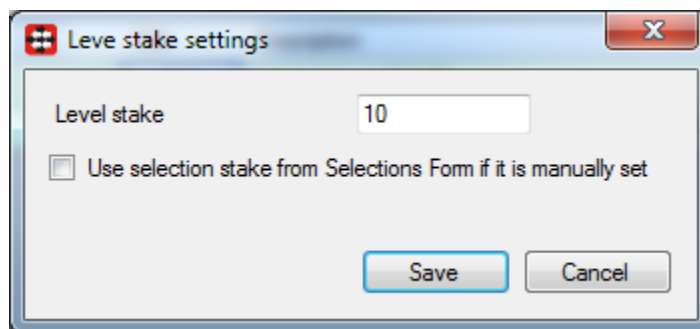 Leve stake settings
Level stake
10
Use selection stake from Selections Form if it is manually set
Save
Cancel